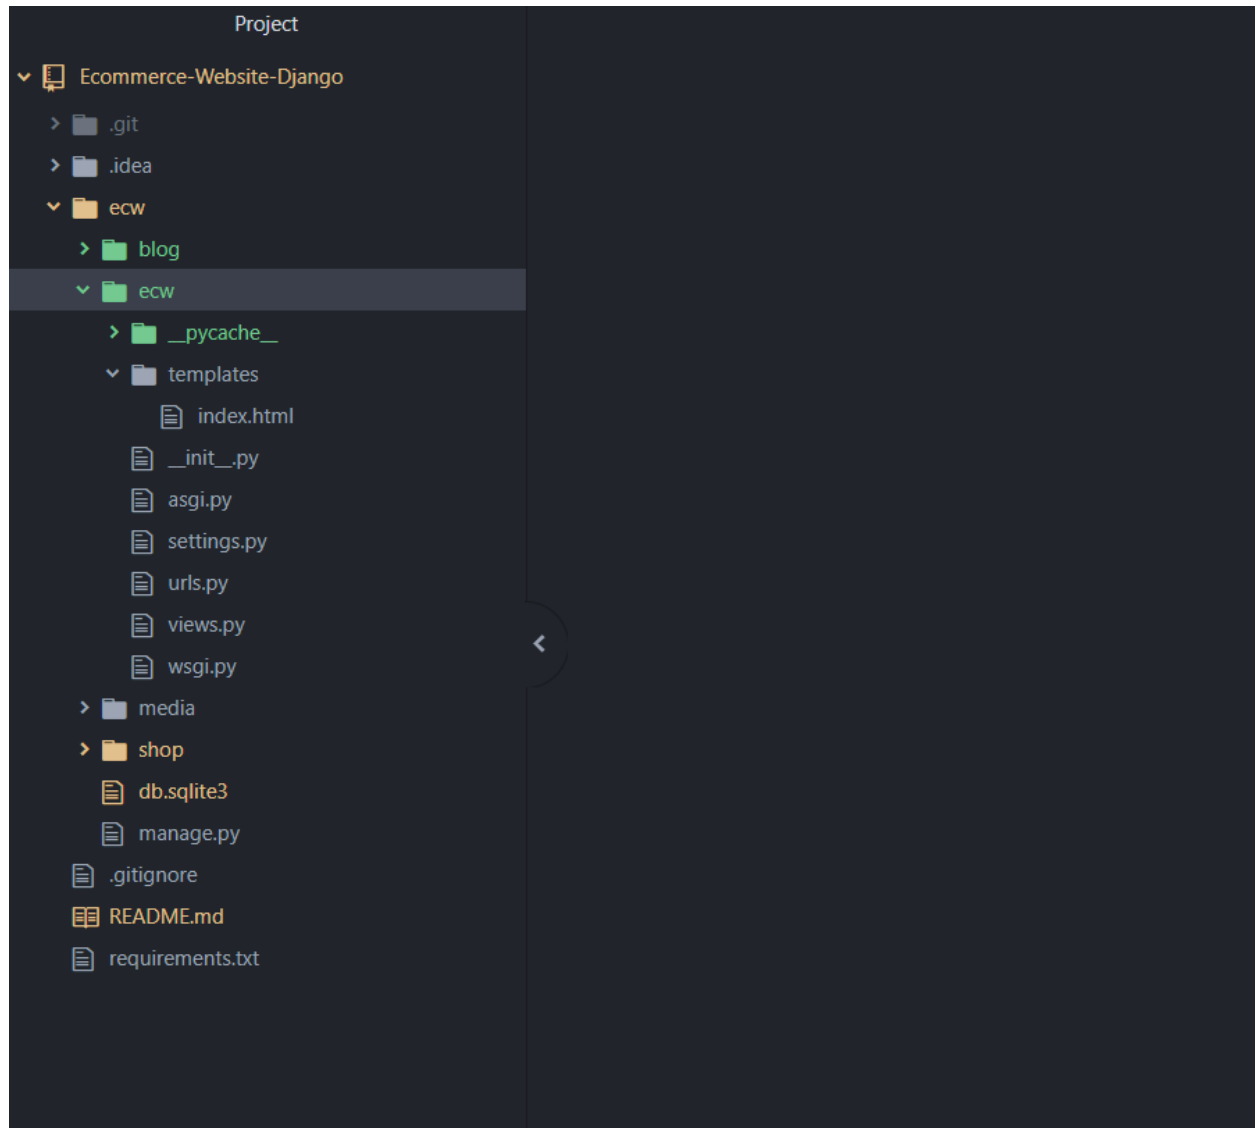 Project
Ecommerce-Website-Django
.git
.idea
ecw
blog
ecw
__pycache__
templates
index.html
__init__.py
asgi.py
settings.py
urls.py
views.py
wsgi.py
media
shop
db.sqlite3
manage.py
.gitignore
README.md
requirements.txt